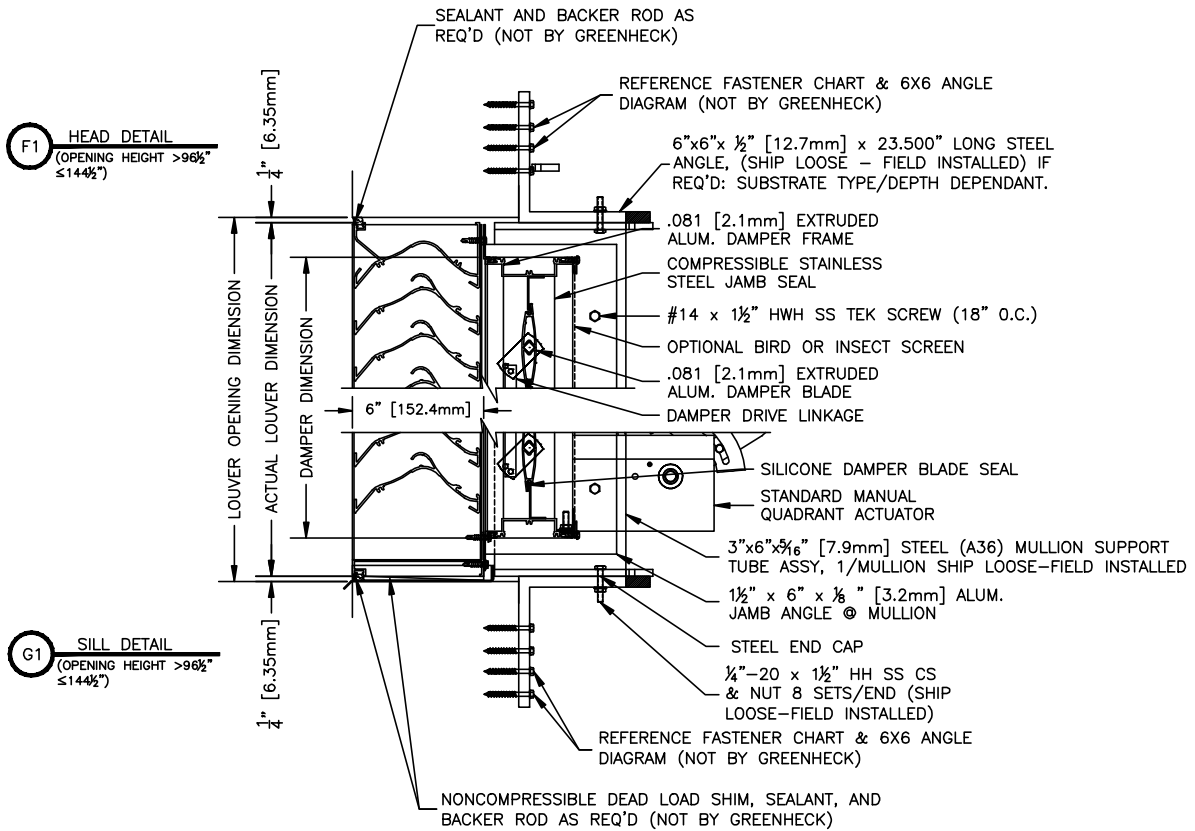 SEALANT AND BACKER ROD AS
REQ'D (NOT BY GREENHECK)
REFERENCE FASTENER CHART & 6X6 ANGLE
DIAGRAM (NOT BY GREENHECK)
F1
HEAD DETAIL
(OPENING HEIGHT >96½"
≤144½")
¼" [6.35mm]
6"x6"x ½" [12.7mm] x 23.500" LONG STEEL
ANGLE, (SHIP LOOSE – FIELD INSTALLED) IF
REQ'D: SUBSTRATE TYPE/DEPTH DEPENDANT.
.081 [2.1mm] EXTRUDED
ALUM. DAMPER FRAME
COMPRESSIBLE STAINLESS
STEEL JAMB SEAL
#14 x 1½" HWH SS TEK SCREW (18" O.C.)
OPTIONAL BIRD OR INSECT SCREEN
.081 [2.1mm] EXTRUDED
ALUM. DAMPER BLADE
DAMPER DRIVE LINKAGE
LOUVER OPENING DIMENSION
ACTUAL LOUVER DIMENSION
DAMPER DIMENSION
6" [152.4mm]
SILICONE DAMPER BLADE SEAL
STANDARD MANUAL
QUADRANT ACTUATOR
3"x6"x5⁄16" [7.9mm] STEEL (A36) MULLION SUPPORT
TUBE ASSY, 1/MULLION SHIP LOOSE-FIELD INSTALLED
1½" x 6" x ⅛ " [3.2mm] ALUM.
JAMB ANGLE @ MULLION
STEEL END CAP
¼"-20 x 1½" HH SS CS
& NUT 8 SETS/END (SHIP
LOOSE-FIELD INSTALLED)
G1
SILL DETAIL
(OPENING HEIGHT >96½"
≤144½")
¼" [6.35mm]
REFERENCE FASTENER CHART & 6X6 ANGLE
DIAGRAM (NOT BY GREENHECK)
NONCOMPRESSIBLE DEAD LOAD SHIM, SEALANT, AND
BACKER ROD AS REQ'D (NOT BY GREENHECK)